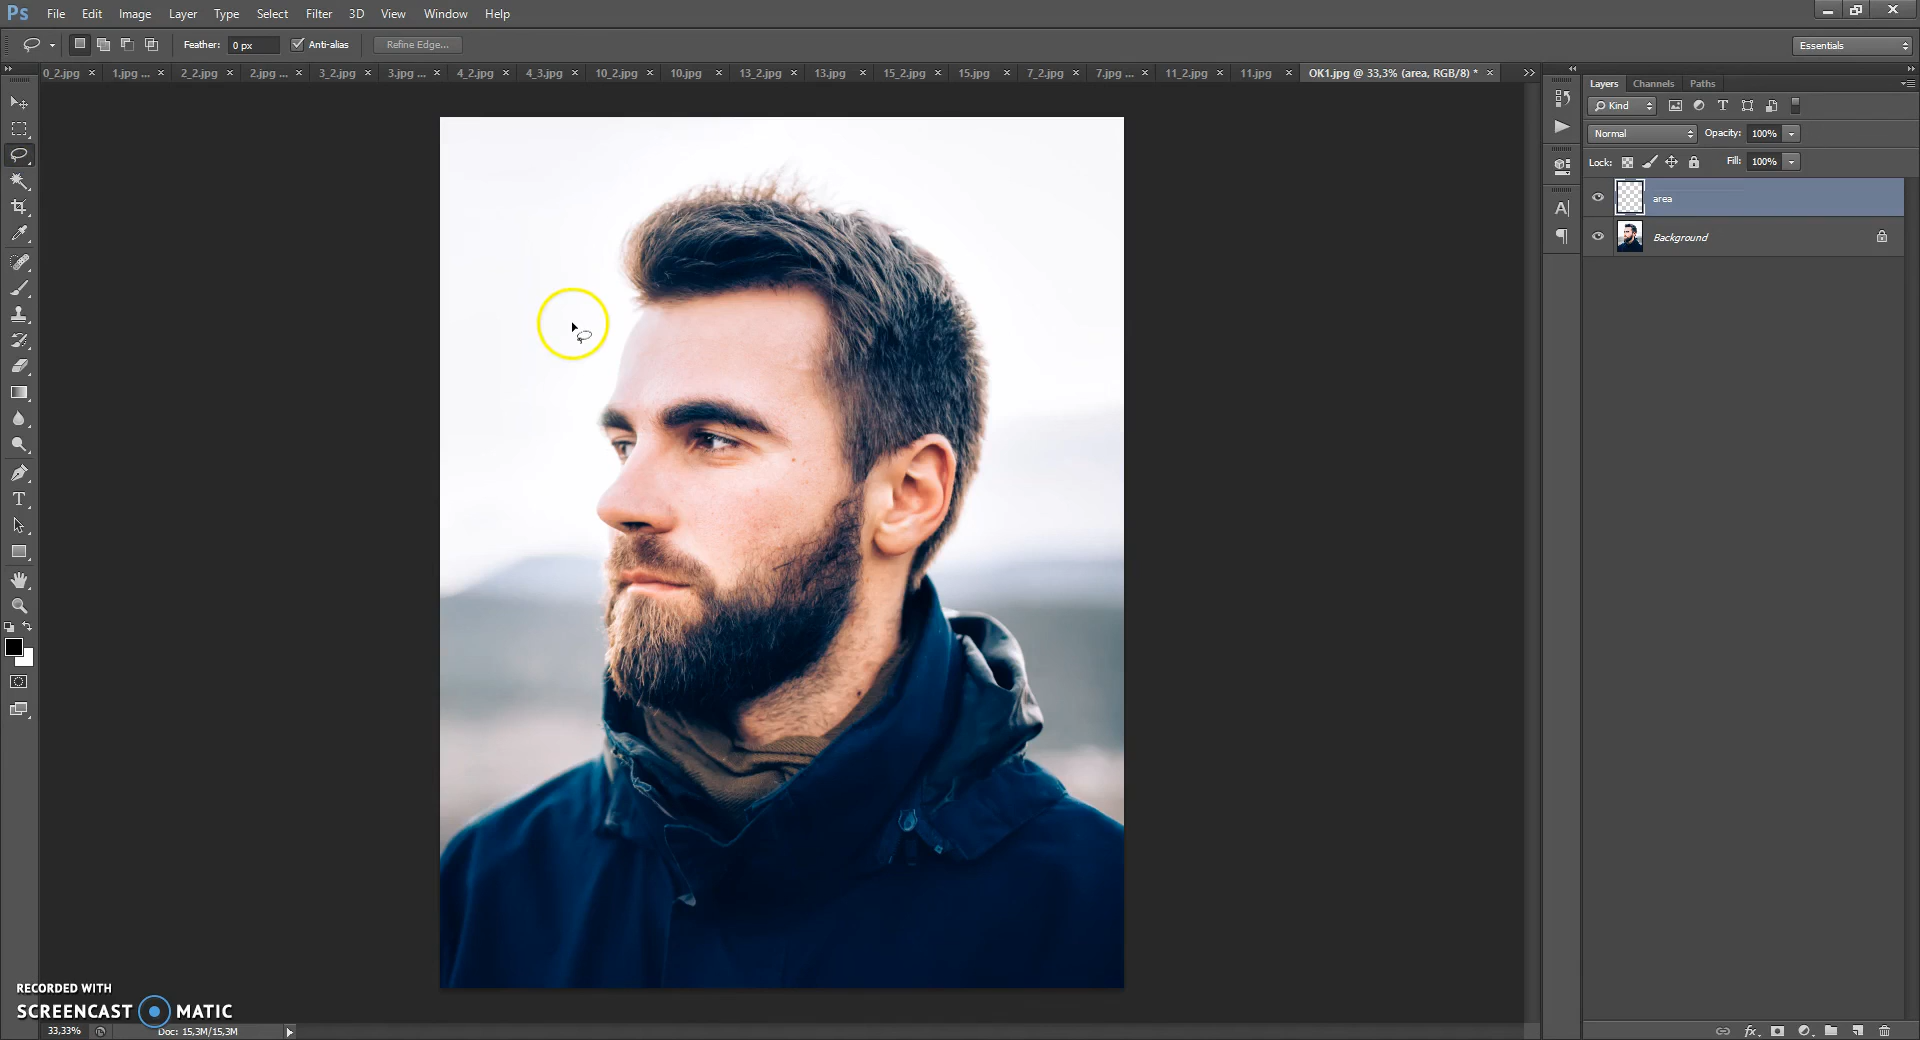 Ps File Edit Image Layer Type Select Filter 3D View Window Help
Feather: 0 px Anti-alias Refine Edge... Essentials
0_2.jpg × 1.jpg ... × 2_2.jpg × 2.jpg ... × 3_2.jpg × 3.jpg ... × 4_2.jpg × 4_3.jpg × 10_2.jpg × 10.jpg × 13_2.jpg × 13.jpg × 15_2.jpg × 15.jpg × 7_2.jpg × 7.jpg ... × 11_2.jpg × 11.jpg × OK1.jpg @ 33,3% (area, RGB/8) * ×
Layers Channels Paths
Kind
Normal Opacity: 100%
Lock: Fill: 100%
area
Background
RECORDED WITH
SCREENCAST MATIC
33,33% Doc: 15,3M/15,3M